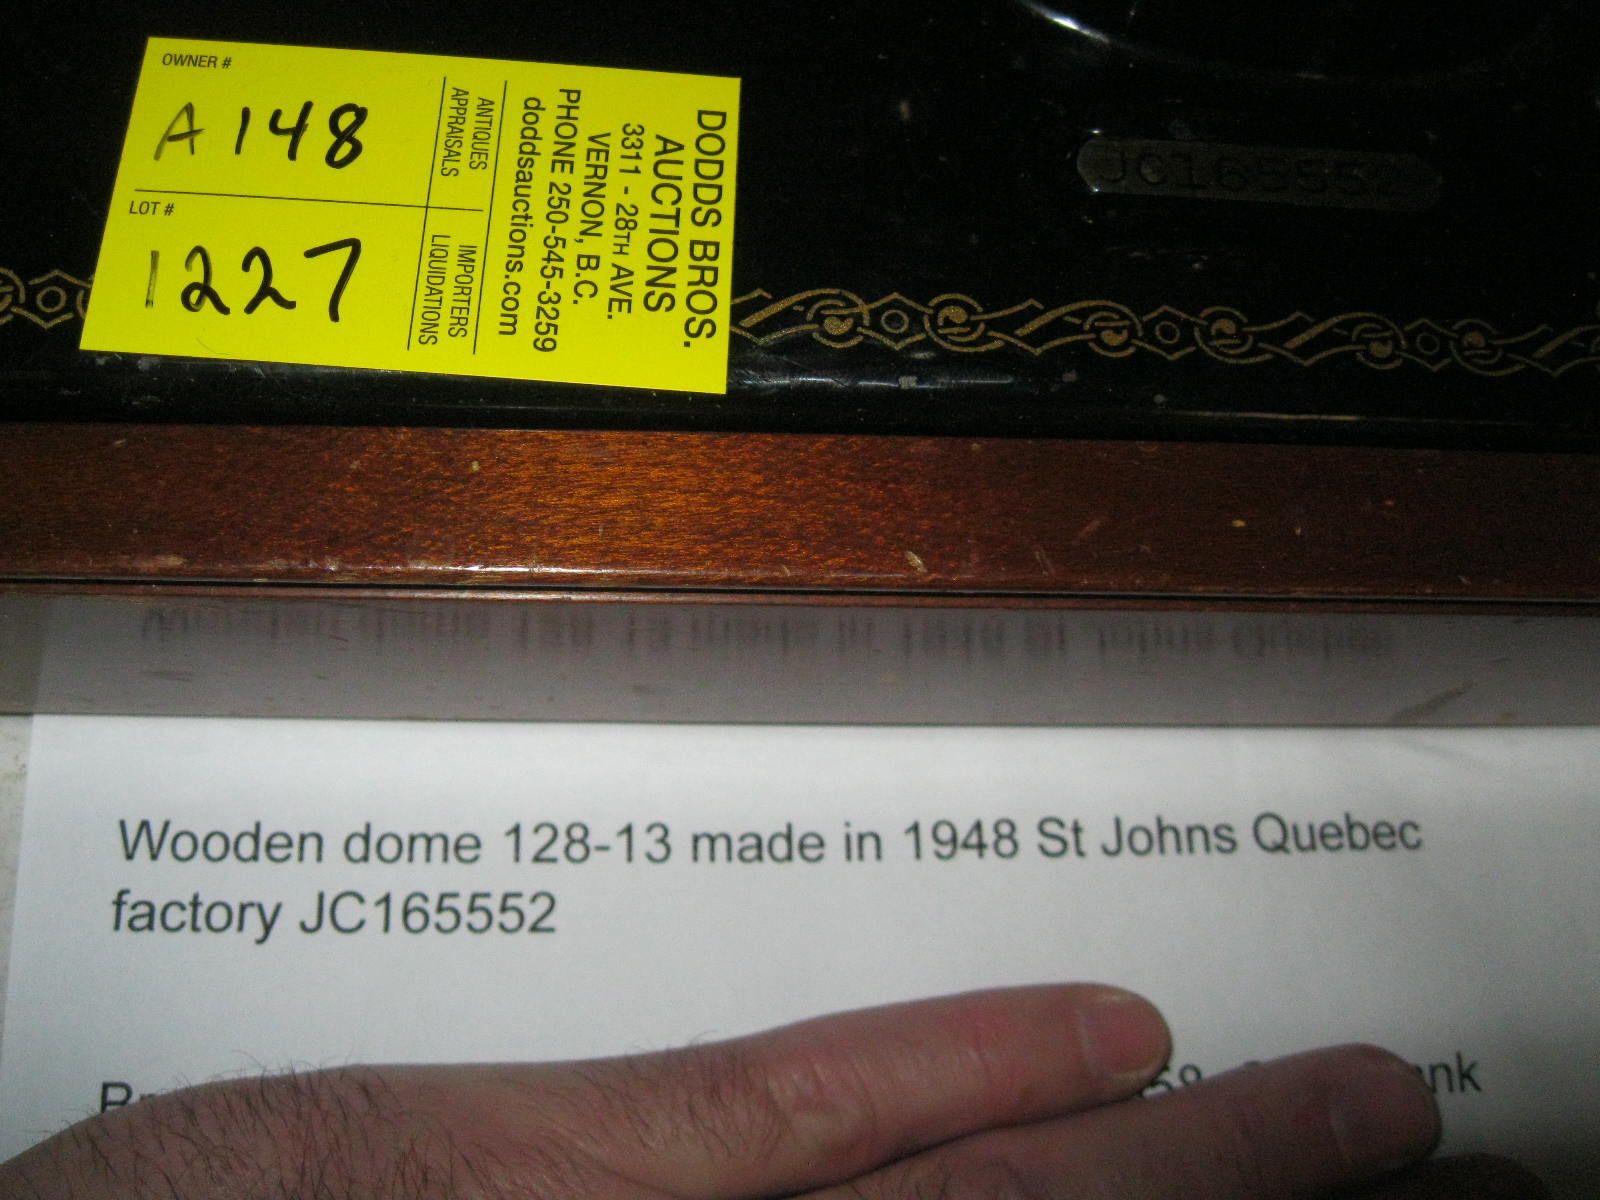 OWNER #
A 148
LOT #
1227
ANTIQUES
APPRAISALS
IMPORTERS
LIQUIDATIONS
DODDS BROS.
AUCTIONS
3311 - 28TH AVE.
VERNON, B.C.
PHONE 250-545-3259
doddsauctions.com
JC165552
Wooden dome 128-13 made in 1948 St Johns Quebec
factory JC165552